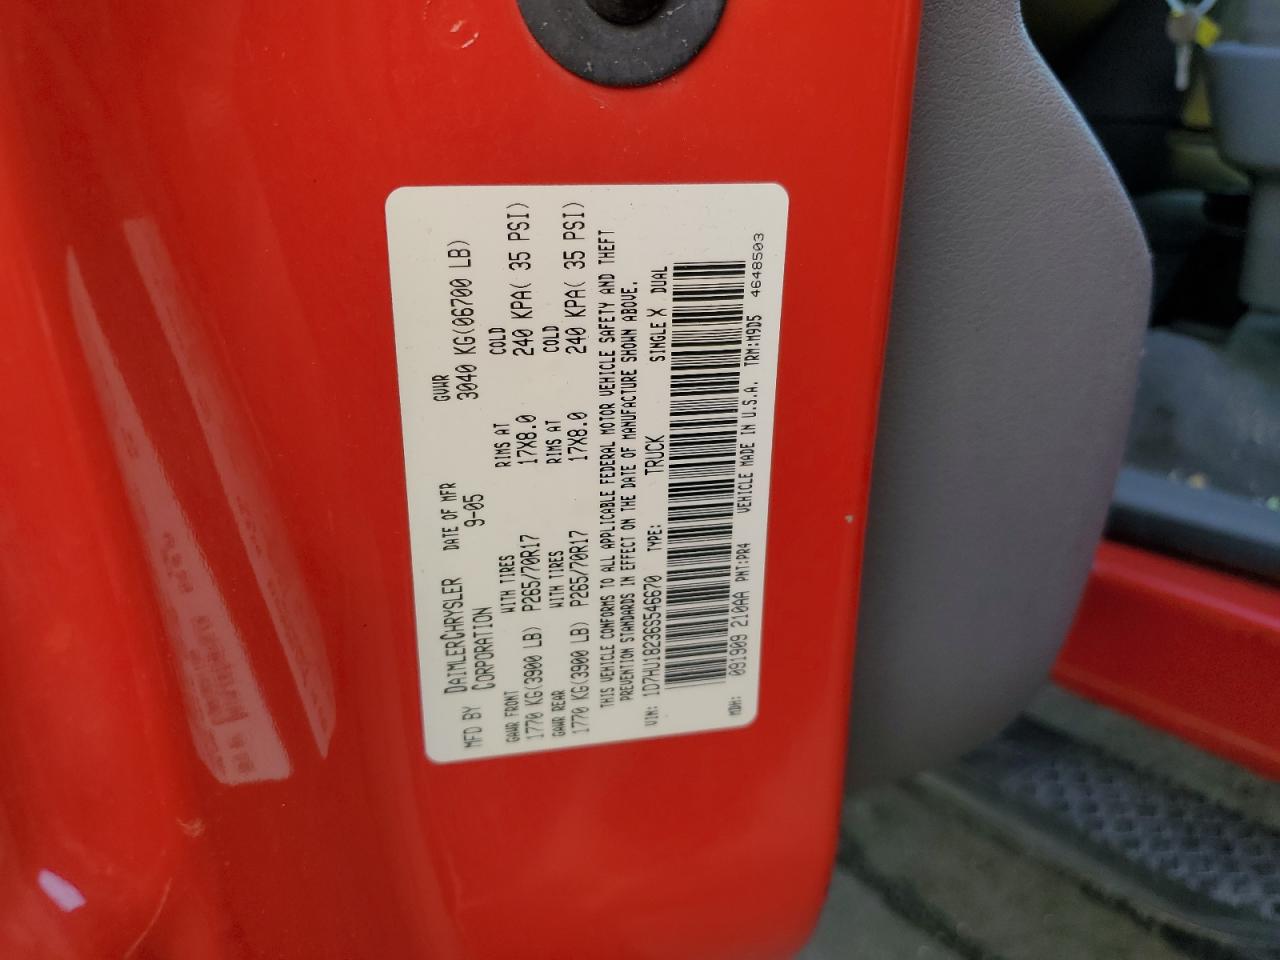 MFD BY DAIMLERCHRYSLER CORPORATION DATE OF MFR 9-05 GVWR 3040 KG(06700 LB)
GAWR FRONT WITH TIRES RIMS AT COLD
1770 KG(3900 LB) P265/70R17 17X8.0 240 KPA( 35 PSI)
GAWR REAR WITH TIRES RIMS AT COLD
1770 KG(3900 LB) P265/70R17 17X8.0 240 KPA( 35 PSI)
THIS VEHICLE CONFORMS TO ALL APPLICABLE FEDERAL MOTOR VEHICLE SAFETY AND THEFT
PREVENTION STANDARDS IN EFFECT ON THE DATE OF MANUFACTURE SHOWN ABOVE.
VIN: 1D7HU18236S546670 TYPE: TRUCK SINGLE X DUAL
MDH: 091909 210AA PNT:PR4 VEHICLE MADE IN U.S.A. TRM:M9D5 4648503